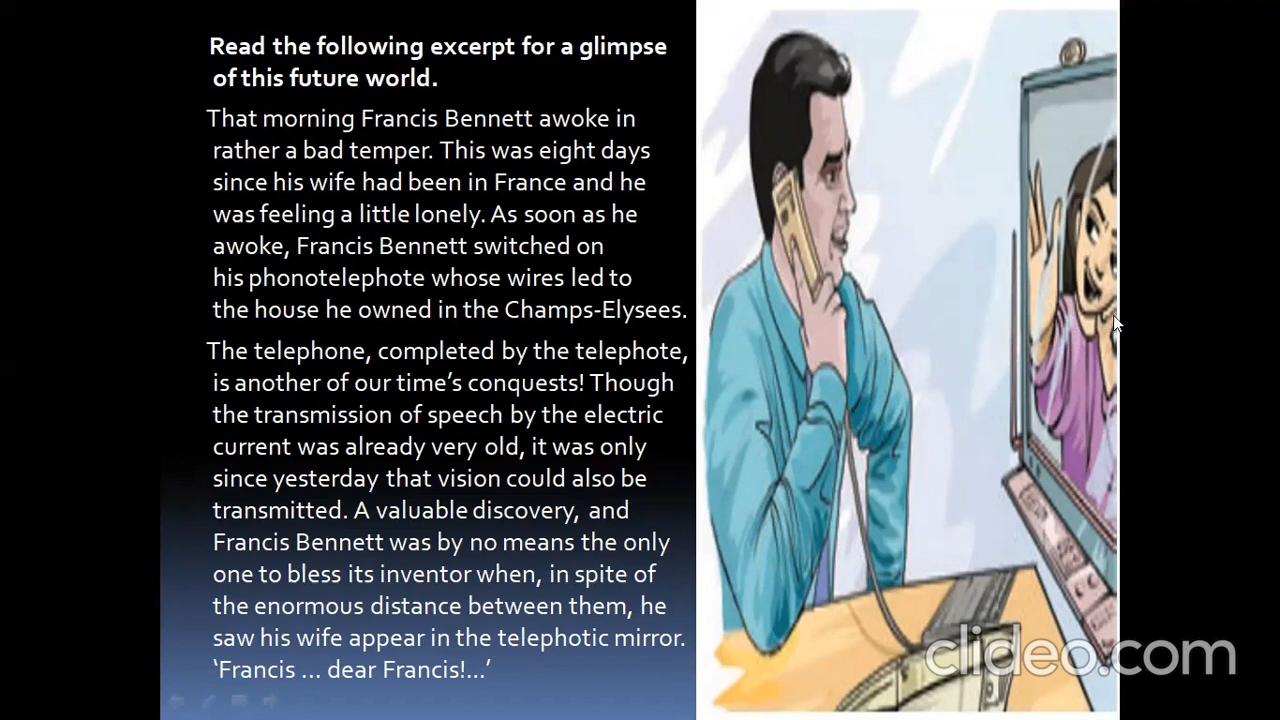 Read the following excerpt for a glimpse
of this future world.
That morning Francis Bennett awoke in
rather a bad temper. This was eight days
since his wife had been in France and he
was feeling a little lonely. As soon as he
awoke, Francis Bennett switched on
his phonotelephote whose wires led to
the house he owned in the Champs-Elysees.
The telephone, completed by the telephote,
is another of our time’s conquests! Though
the transmission of speech by the electric
current was already very old, it was only
since yesterday that vision could also be
transmitted. A valuable discovery, and
Francis Bennett was by no means the only
one to bless its inventor when, in spite of
the enormous distance between them, he
saw his wife appear in the telephotic mirror.
‘Francis ... dear Francis!...’
clideo.com